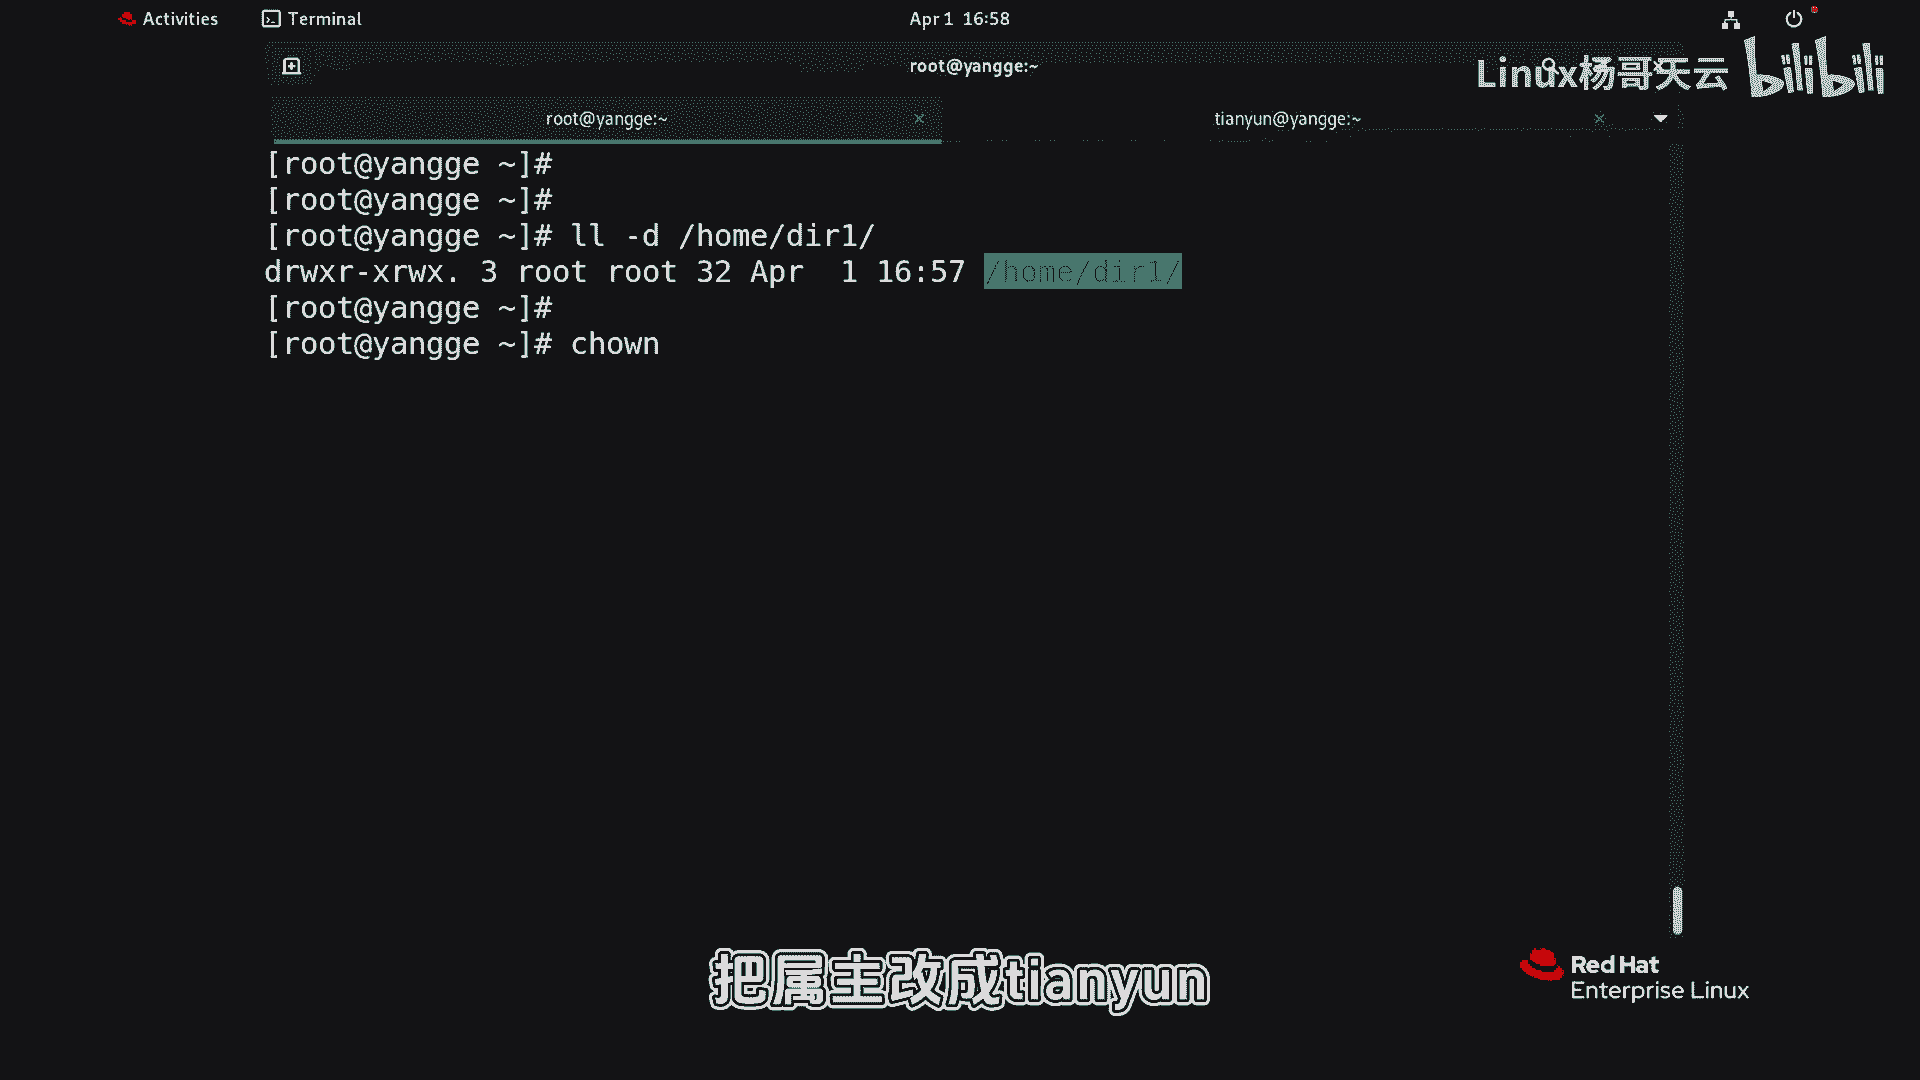 Activities Terminal Apr 1 16:58
root@yangge:~
Linux杨哥天云 bilibili
root@yangge:~ × tianyun@yangge:~ ×
[root@yangge ~]#
[root@yangge ~]#
[root@yangge ~]# ll -d /home/dir1/
drwxr-xrwx. 3 root root 32 Apr  1 16:57 /home/dir1/
[root@yangge ~]#
[root@yangge ~]# chown
把属主改成tianyun
Red Hat
Enterprise Linux